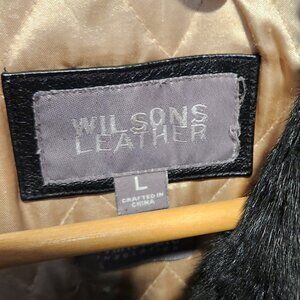 WILSONS
LEATHER
L
CRAFTED IN
CHINA